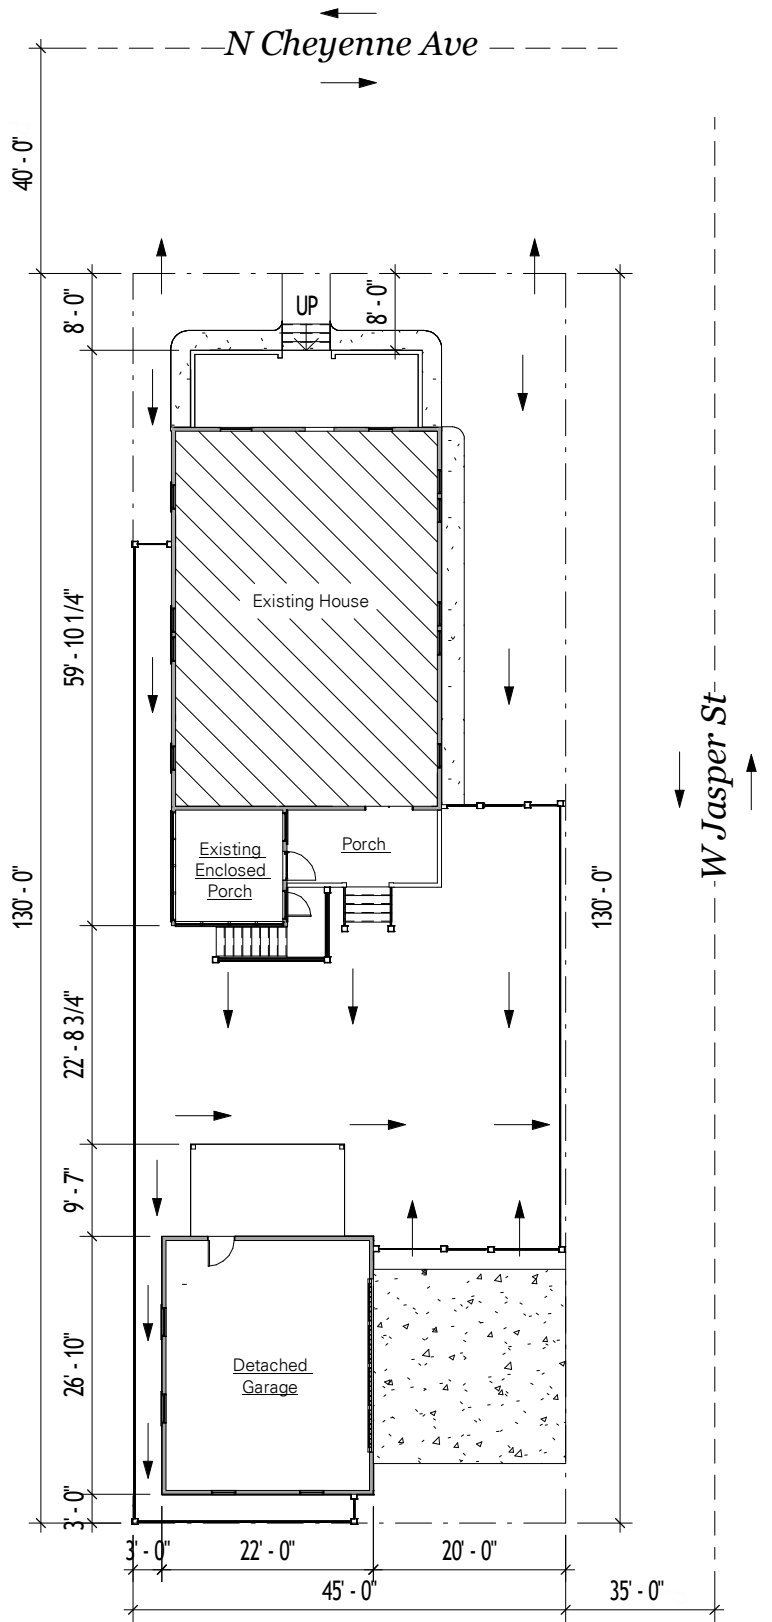 N Cheyenne Ave
40' - 0"
8' - 0"
UP
8' - 0"
59' - 10 1/4"
Existing House
W Jasper St
Existing
Enclosed
Porch
Porch
130' - 0"
130' - 0"
22' - 8 3/4"
9' - 7"
26' - 10"
Detached
Garage
3' - 0"
3' - 0"
22' - 0"
20' - 0"
45' - 0"
35' - 0"